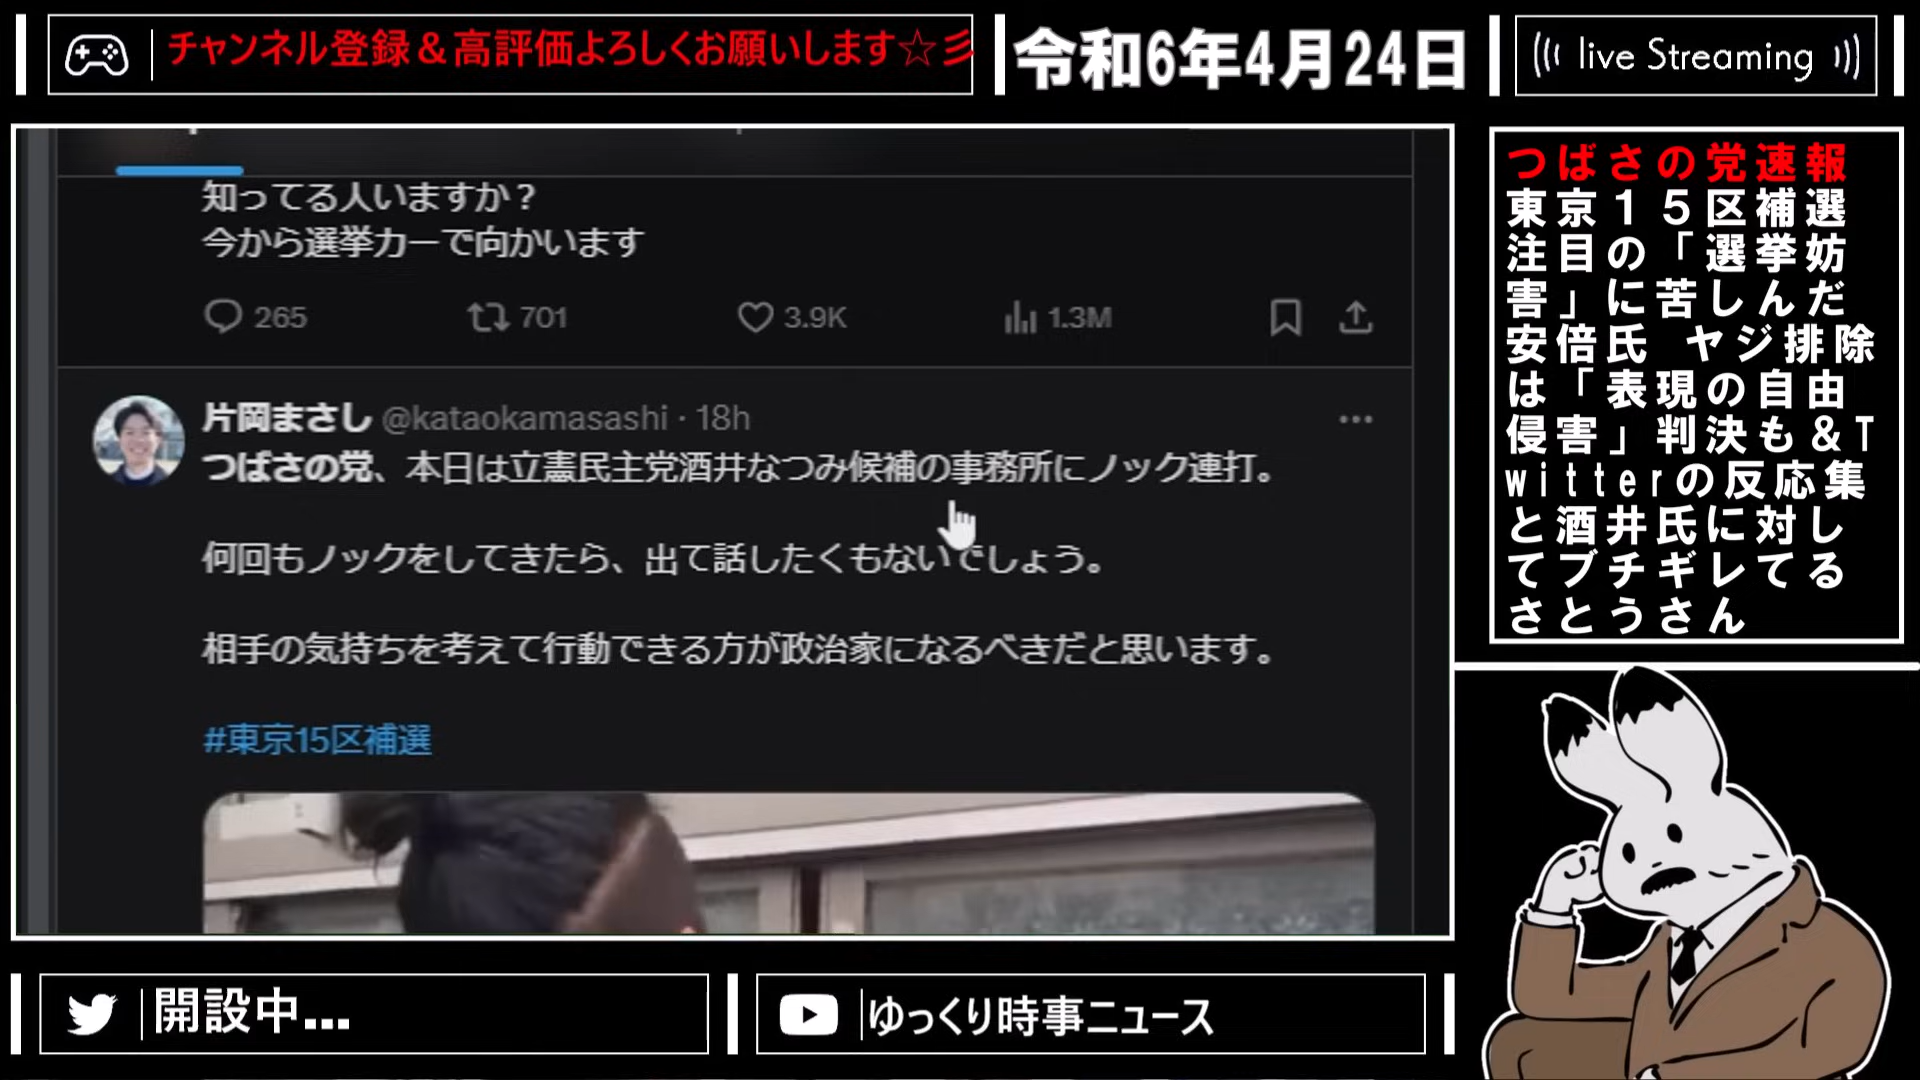 チャンネル登録＆高評価よろしくお願いします☆彡
令和6年4月24日
live Streaming
知ってる人いますか？
今から選挙カーで向かいます
265 701 3.9K 1.3M
片岡まさし @kataokamasashi · 18h
つばさの党、本日は立憲民主党酒井なつみ候補の事務所にノック連打。
何回もノックをしてきたら、出て話したくもないでしょう。
相手の気持ちを考えて行動できる方が政治家になるべきだと思います。
#東京15区補選
つばさの党速報
東京１５区補選
注目の「選挙妨
害」に苦しんだ
安倍氏 ヤジ排除
は「表現の自由
侵害」判決も＆T
witterの反応集
と酒井氏に対し
てブチギレてる
さとうさん
開設中...
ゆっくり時事ニュース